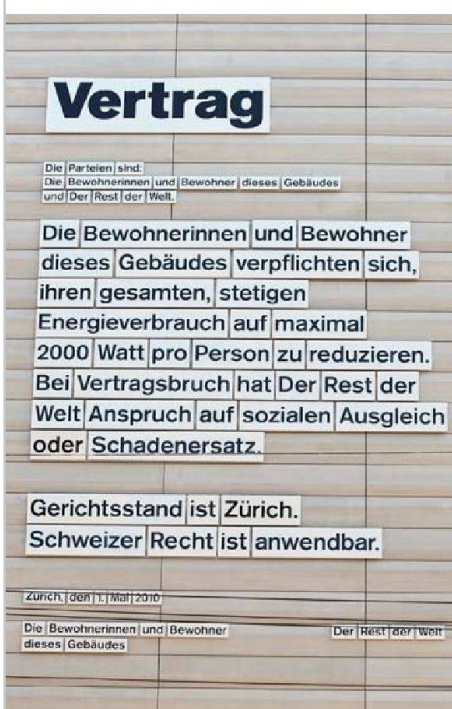 Vertrag
Die Parteien sind:
Die Bewohnerinnen und Bewohner dieses Gebäudes
und Der Rest der Welt.
Die Bewohnerinnen und Bewohner
dieses Gebäudes verpflichten sich,
ihren gesamten, stetigen
Energieverbrauch auf maximal
2000 Watt pro Person zu reduzieren.
Bei Vertragsbruch hat Der Rest der
Welt Anspruch auf sozialen Ausgleich
oder Schadenersatz.
Gerichtsstand ist Zürich.
Schweizer Recht ist anwendbar.
Zürich, den 1. Mai 2010
Die Bewohnerinnen und Bewohner
dieses Gebäudes
Der Rest der Welt